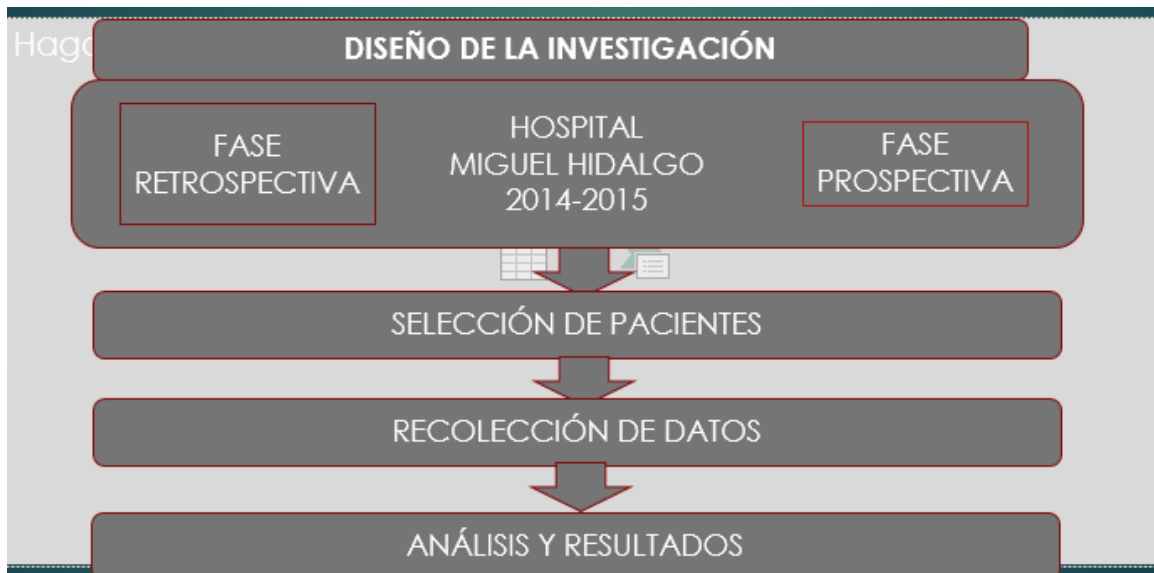 Haga
DISEÑO DE LA INVESTIGACIÓN
FASE
RETROSPECTIVA
HOSPITAL
MIGUEL HIDALGO
2014-2015
FASE
PROSPECTIVA
SELECCIÓN DE PACIENTES
RECOLECCIÓN DE DATOS
ANÁLISIS Y RESULTADOS